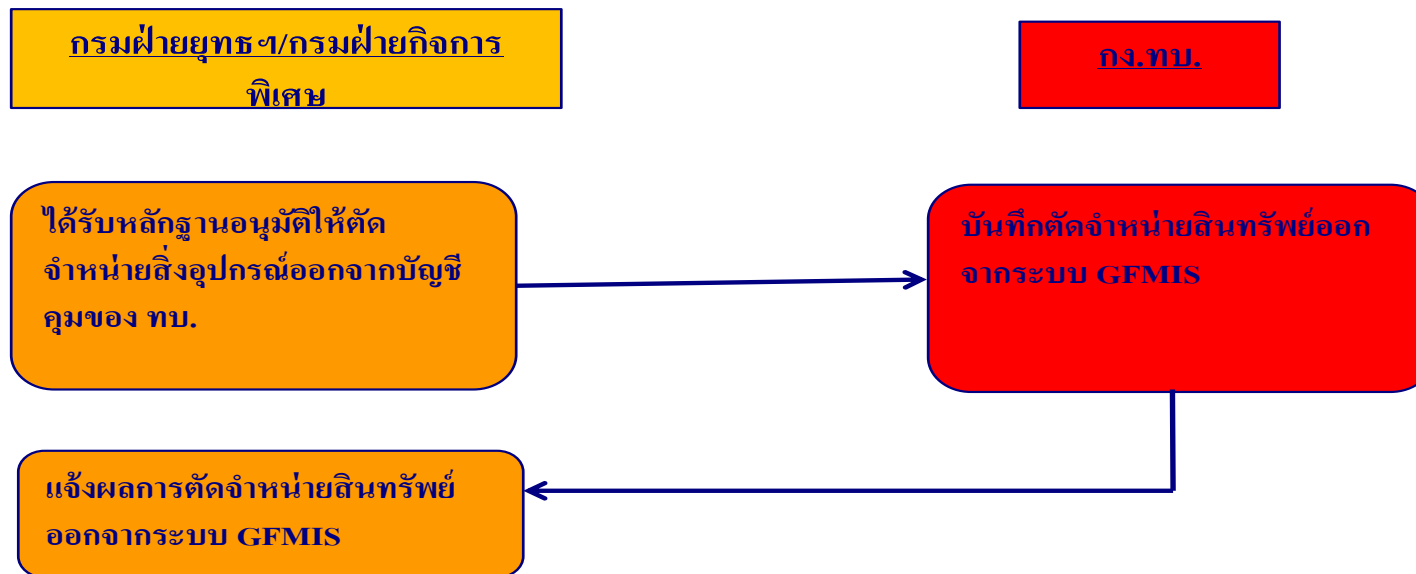 กรมฝ่ายยุทธฯ/กรมฝ่ายกิจการ
พิเศษ
กง.ทบ.
ได้รับหลักฐานอนุมัติให้ตัด
จำหน่ายสิ่งอุปกรณ์ออกจากบัญชี
คุมของ ทบ.
บันทึกตัดจำหน่ายสินทรัพย์ออก
จากระบบ GFMIS
แจ้งผลการตัดจำหน่ายสินทรัพย์
ออกจากระบบ GFMIS